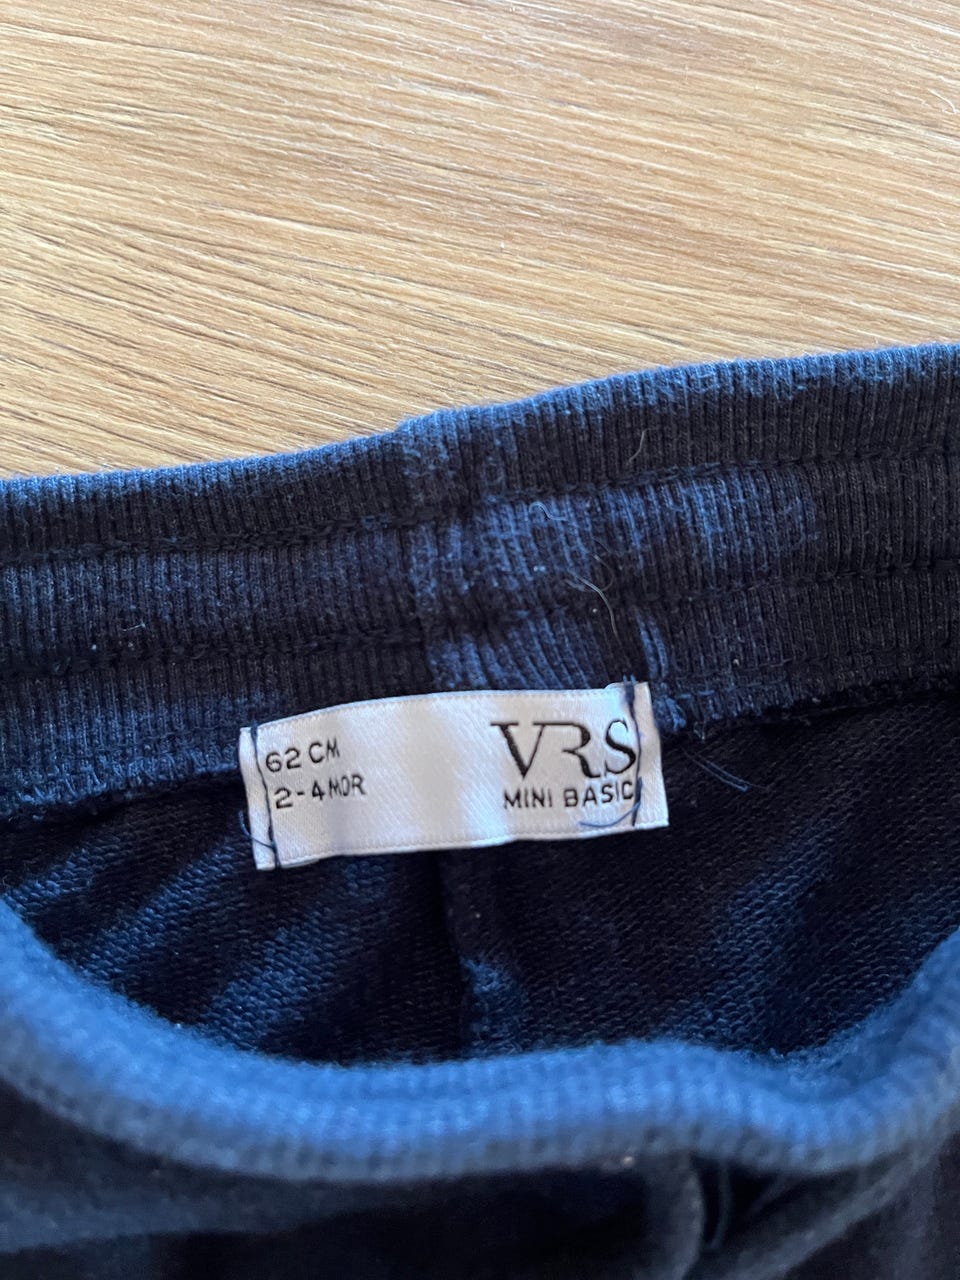 62 CM
2-4 MDR
VRS
MINI BASIC